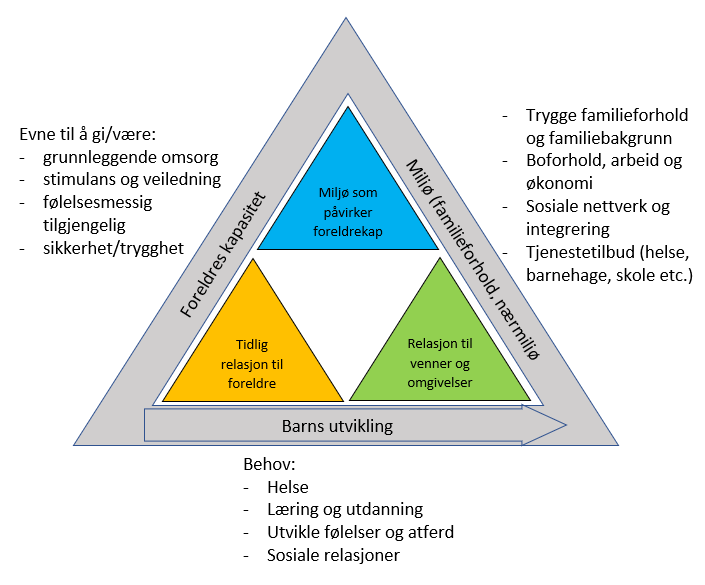 Evne til å gi/være:
- grunnleggende omsorg
- stimulans og veiledning
- følelsesmessig
tilgjengelig
- sikkerhet/trygghet
- Trygge familieforhold
og familiebakgrunn
- Boforhold, arbeid og
økonomi
- Sosiale nettverk og
integrering
- Tjenestetilbud (helse,
barnehage, skole etc.)
Foreldres kapasitet
Miljø (familieforhold, nærmiljø
Miljø som
påvirker
foreldrekap
Tidlig
relasjon til
foreldre
Relasjon til
venner og
omgivelser
Barns utvikling
Behov:
- Helse
- Læring og utdanning
- Utvikle følelser og atferd
- Sosiale relasjoner